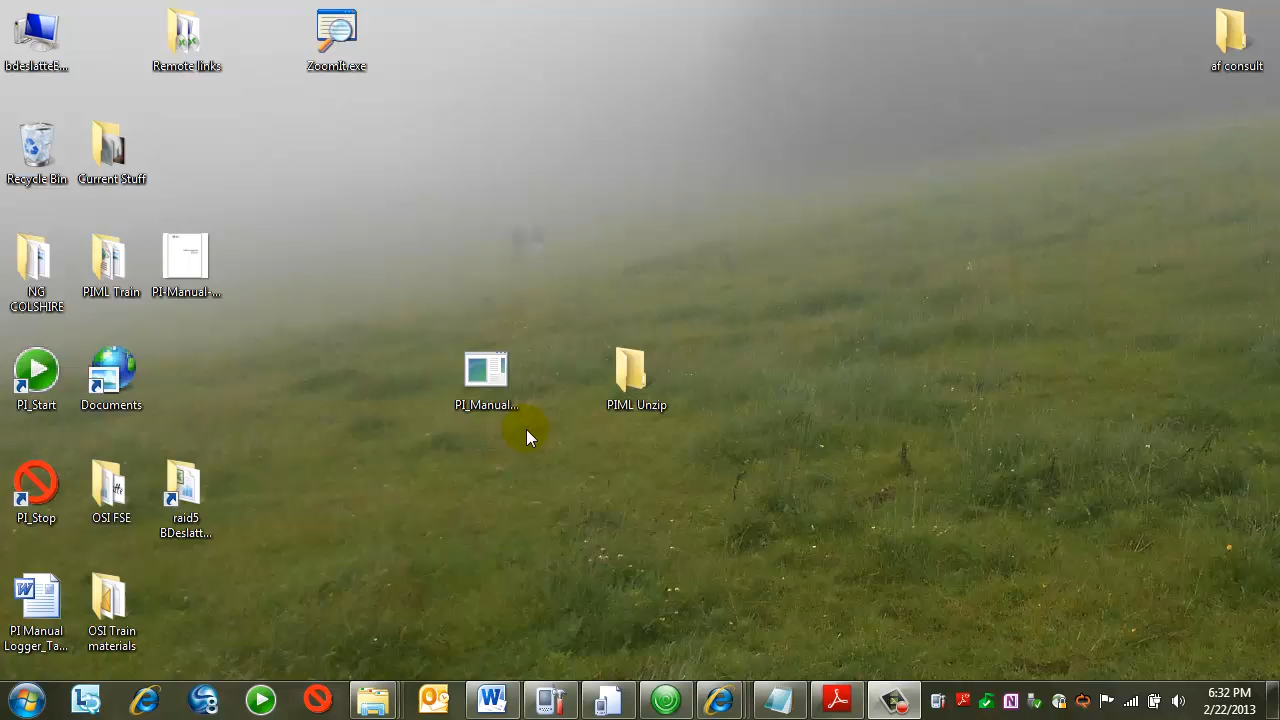 bdeslatteE...
Remote links
ZoomIt.exe
af consult
Recycle Bin
Current Stuff
NG
COLSHIRE
PIML Train
PI-Manual-...
PI_Start
Documents
PI_Manual...
PIML Unzip
PI_Stop
OSI FSE
raid5
BDeslatt...
PI Manual
Logger_Ta...
OSI Train
materials
6:32 PM
2/22/2013